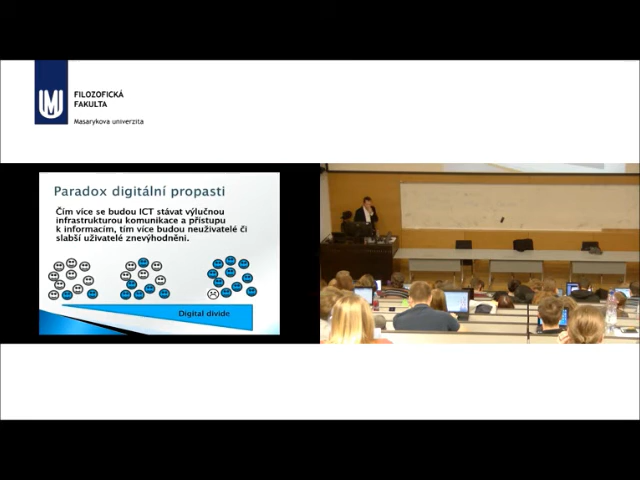 FILOZOFICKÁ
FAKULTA
Masarykova univerzita
Paradox digitální propasti
Čím více se budou ICT stávat výlučnou
infrastrukturou komunikace a přístupu
k informacím, tím více budou neuživatelé či
slabší uživatelé znevýhodněni.
Digital divide